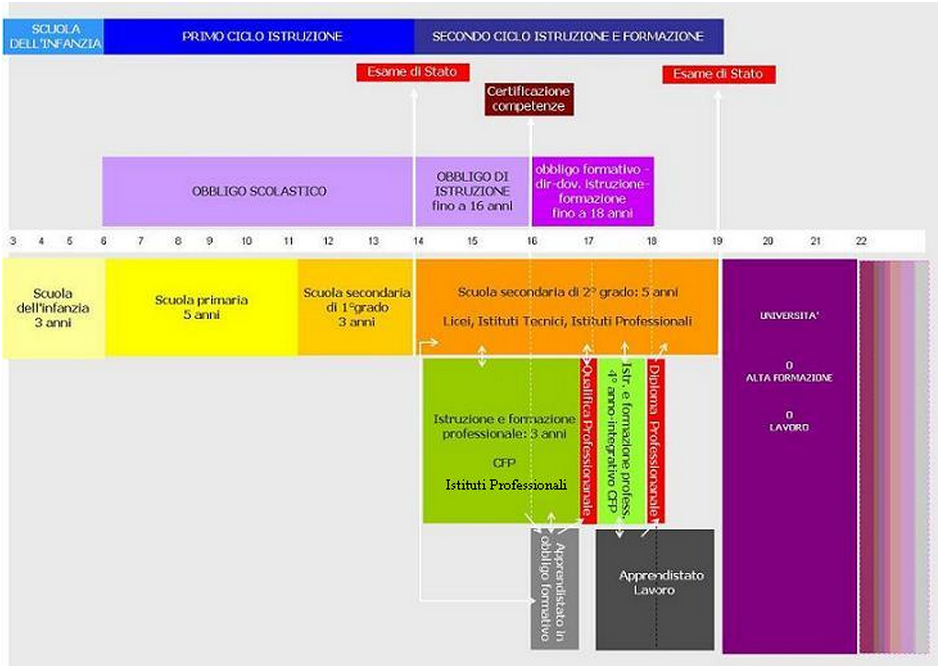 SCUOLA
DELL'INFANZIA
PRIMO CICLO ISTRUZIONE
SECONDO CICLO ISTRUZIONE E FORMAZIONE
Esame di Stato
Esame di Stato
Certificazione
competenze
OBBLIGO SCOLASTICO
OBBLIGO DI
ISTRUZIONE
fino a 16 anni
obbligo formativo -
dir-dov. istruzione-
formazione
fino a 18 anni
3 4 5 6 7 8 9 10 11 12 13 14 15 16 17 18 19 20 21 22
Scuola
dell'infanzia
3 anni
Scuola primaria
5 anni
Scuola secondaria
di 1°grado
3 anni
Scuola secondaria di 2° grado: 5 anni
Licei, Istituti Tecnici, Istituti Professionali
UNIVERSITA'
O
ALTA FORMAZIONE
O
LAVORO
Istruzione e formazione
professionale: 3 anni
CFP
Istituti Professionali
Qualifica Professionanale
Istr. e formazione profess,
4° anno-integrativo CFP
Diploma Professionanale
Apprendistato in
obbligo formativo
Apprendistato
Lavoro